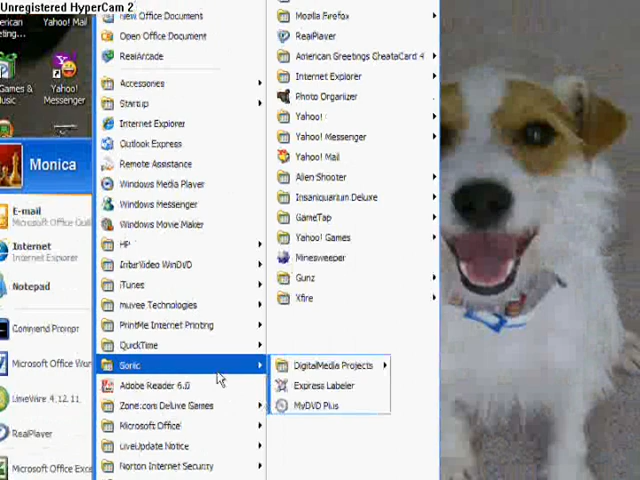 Unregistered HyperCam 2
Yahoo! Mail
Games &
Music
Yahoo!
Messenger
Monica
E-mail
Internet
Internet Explorer
Notepad
Command Prompt
Microsoft Office Wor
LimeWire 4.12.11
RealPlayer
Microsoft Office Exce
New Office Document
Open Office Document
RealArcade
Accessories
Startup
Internet Explorer
Outlook Express
Remote Assistance
Windows Media Player
Windows Messenger
Windows Movie Maker
HP
InterVideo WinDVD
iTunes
muvee Technologies
PrintMe Internet Printing
QuickTime
Sonic
Adobe Reader 6.0
Zone.com Deluxe Games
Microsoft Office
LiveUpdate Notice
Norton Internet Security
Mozilla Firefox
RealPlayer
American Greetings CreataCard 4
Internet Explorer
Photo Organizer
Yahoo!
Yahoo! Messenger
Yahoo! Mail
Alien Shooter
Insaniquarium Deluxe
GameTap
Yahoo! Games
Minesweeper
Gunz
Xfire
DigitalMedia Projects
Express Labeler
MyDVD Plus